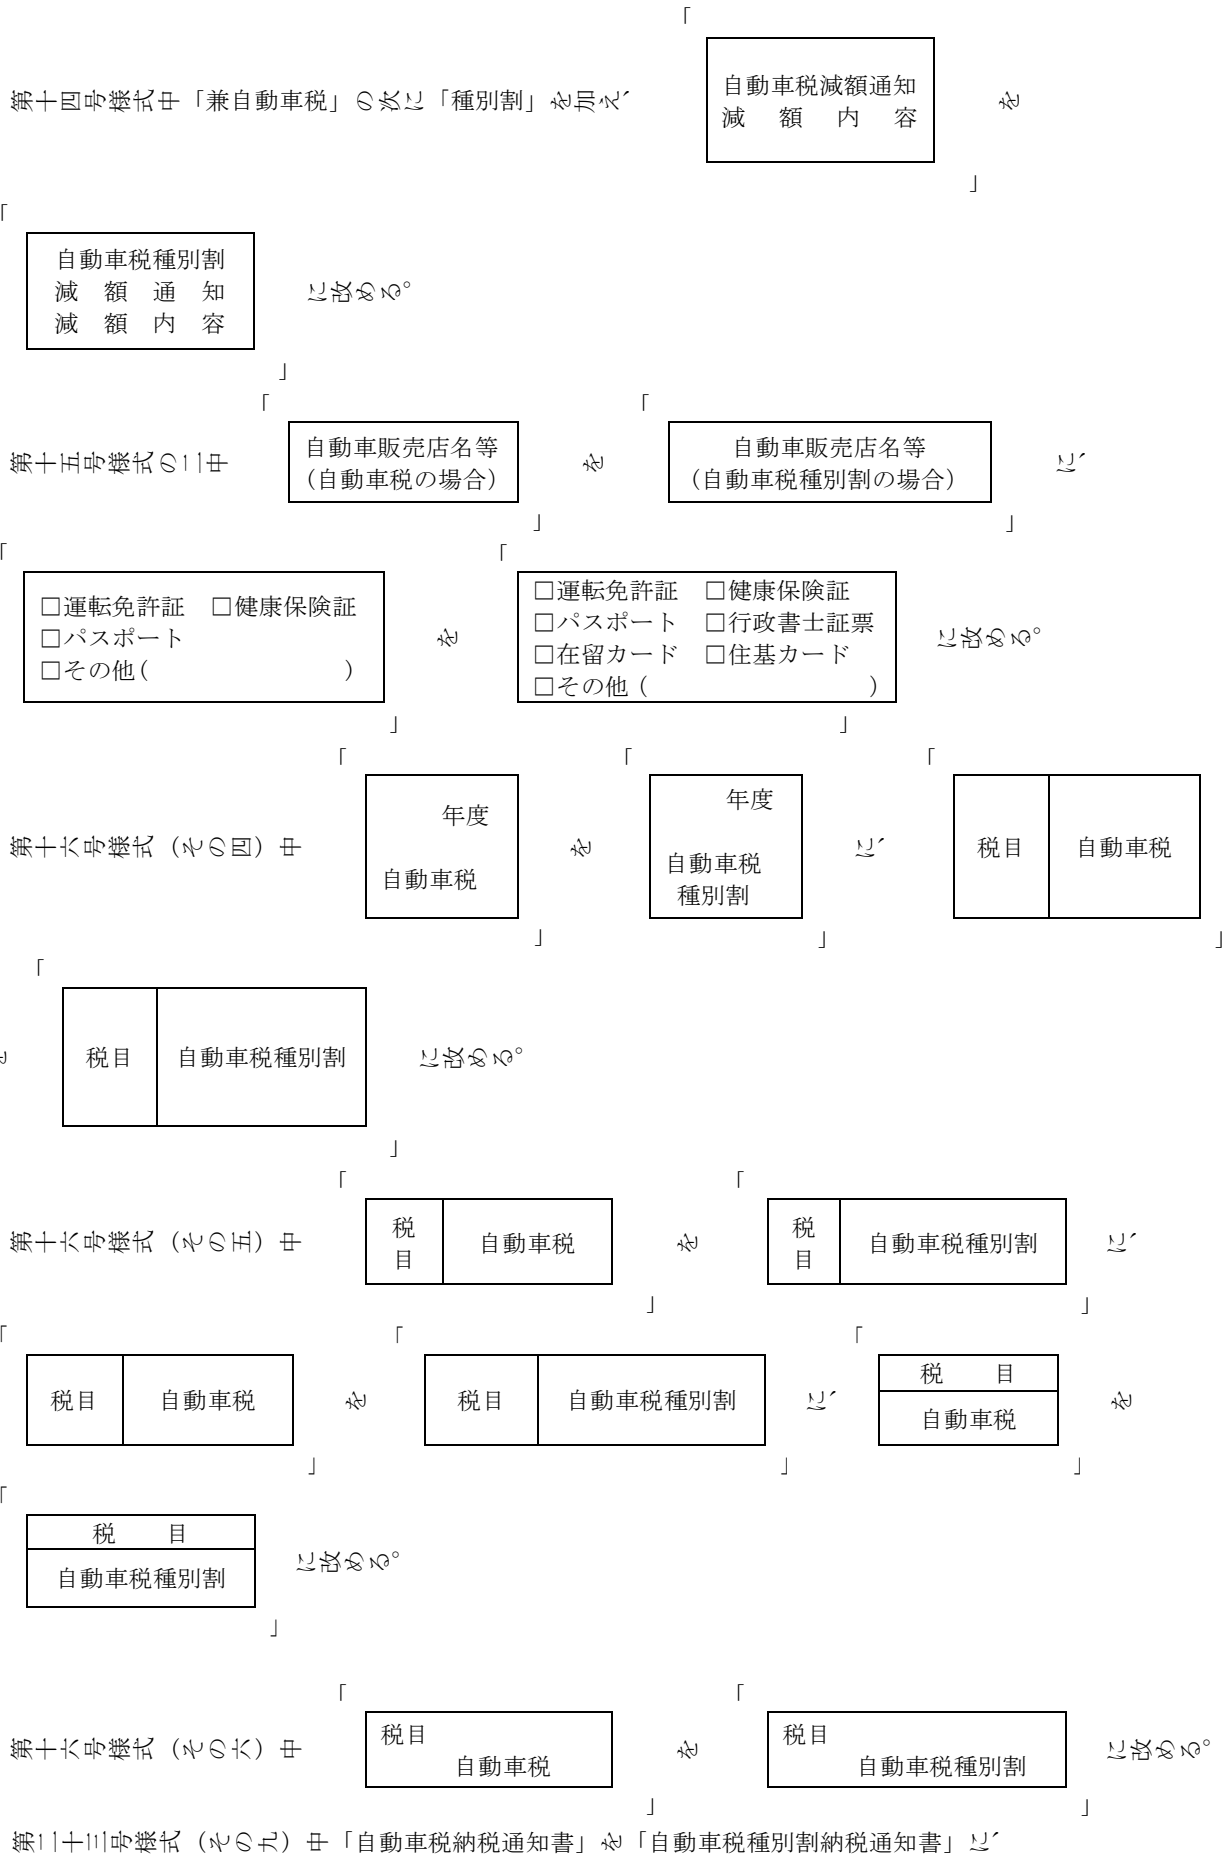 第十四号様式中「兼自動車税」の次に「種別割」を加え、「
自動車税減額通知
減　額　内　容
」を
「
自動車税種別割
減　額　通　知
減　額　内　容
」に改める。
第十五号様式の二中「
自動車販売店名等
（自動車税の場合）
」を「
自動車販売店名等
（自動車税種別割の場合）
」に、
「
□運転免許証　□健康保険証
□パスポート
□その他（　　　　　　　　）
」を「
□運転免許証　□健康保険証
□パスポート　□行政書士証票
□在留カード　□住基カード
□その他（　　　　　　　　　）
」に改める。
第十六号様式（その四）中「
年度
自動車税
」を「
年度
自動車税
種別割
」に、「
税目　自動車税
」
を「
税目　自動車税種別割
」に改める。
第十六号様式（その五）中「
税目　自動車税
」を「
税目　自動車税種別割
」に、
「
税目　自動車税
」を「
税目　自動車税種別割
」に、「
税　　目
自動車税
」を
「
税　　目
自動車税種別割
」に改める。
第十六号様式（その六）中「
税目
自動車税
」を「
税目
自動車税種別割
」に改める。
第二十三号様式（その九）中「自動車税納税通知書」を「自動車税種別割納税通知書」に、